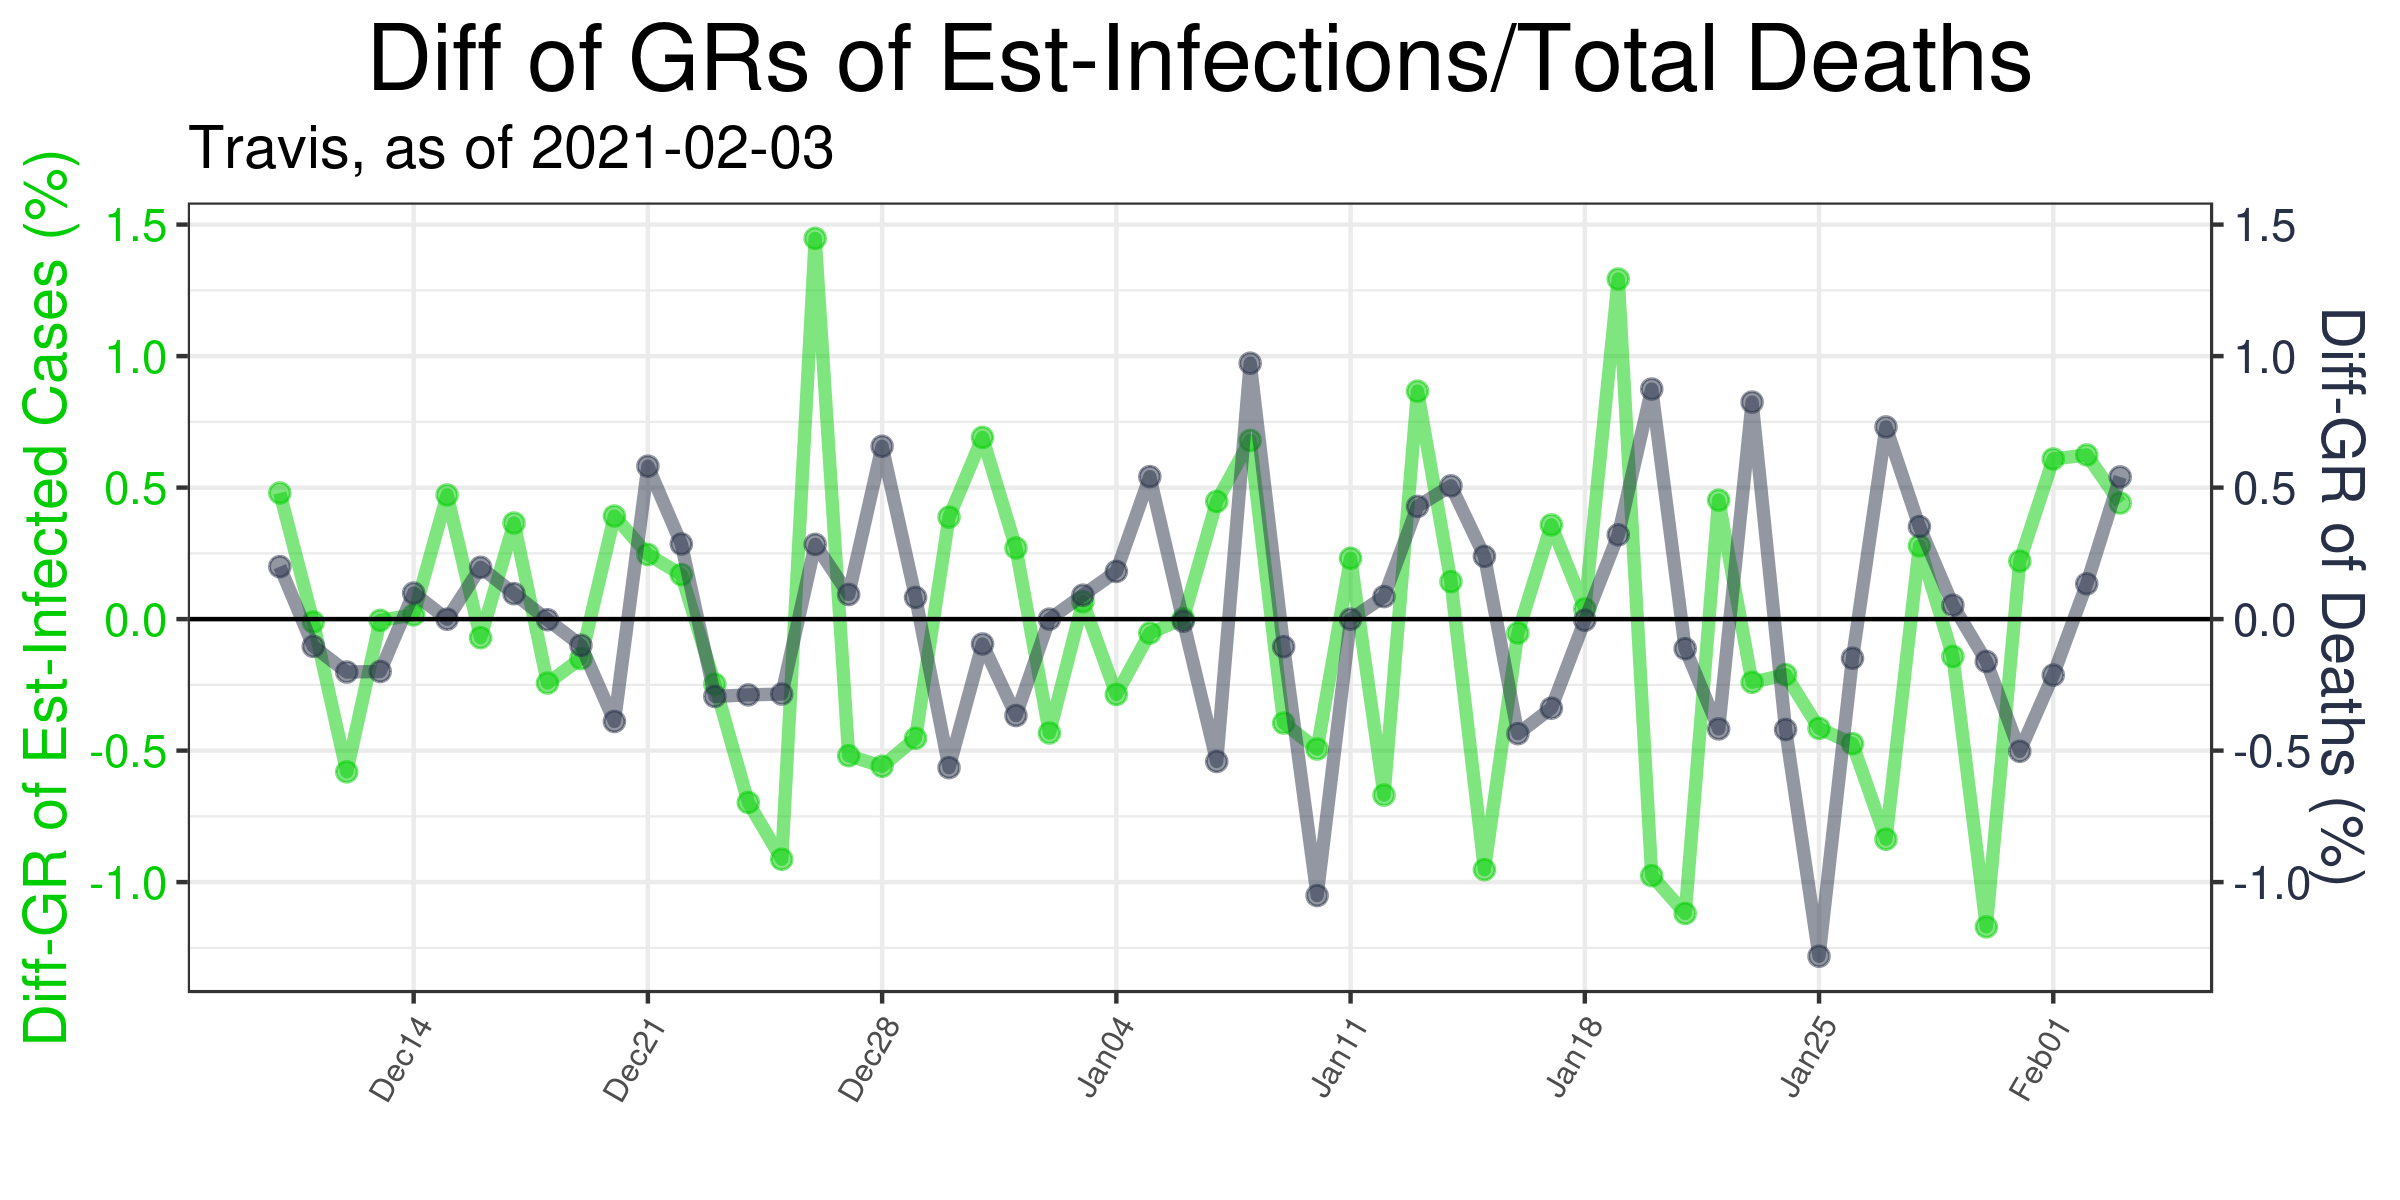 Diff of GRs of Est-Infections/Total Deaths
Travis, as of 2021-02-03
Diff-GR of Est-Infected Cases (%)
1.5
1.0
0.5
0.0
-0.5
-1.0
1.5
1.0
0.5
0.0
-0.5
-1.0
Diff-GR of Deaths (%)
Dec14
Dec21
Dec28
Jan04
Jan11
Jan18
Jan25
Feb01